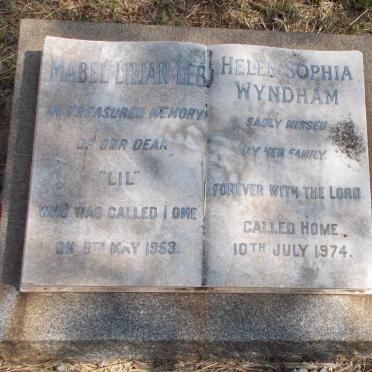 MABEL LILIAN LEE
IN TREASURED MEMORY
OF OUR DEAR
"LIL"
WHO WAS CALLED HOME
ON 8TH MAY 1953.
HELEN SOPHIA
WYNDHAM
SADLY MISSED
BY HER FAMILY.
FOREVER WITH THE LORD
CALLED HOME
10TH JULY 1974.